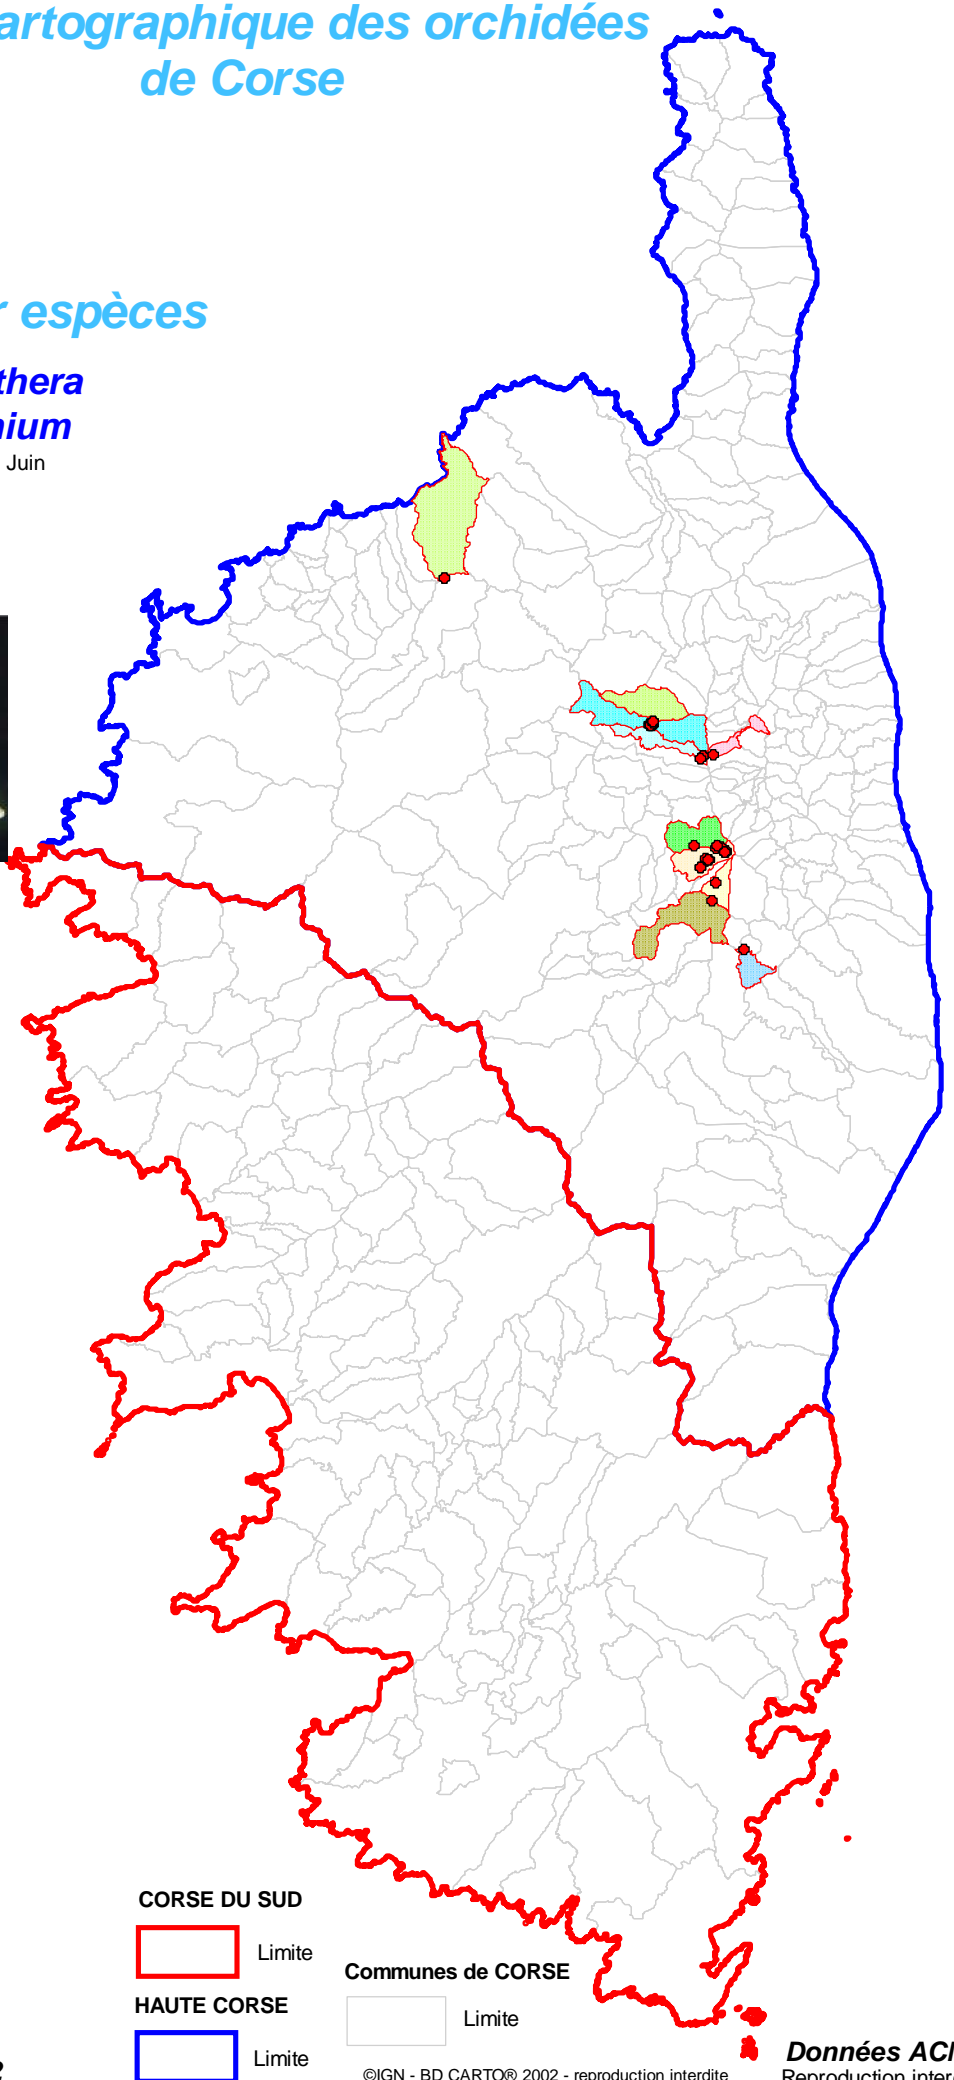 artographique des orchidées
de Corse
r espèces
thera
nium
Juin
CORSE DU SUD
Limite
Communes de CORSE
HAUTE CORSE
Limite
Limite
Données ACI
©IGN - BD CARTO® 2002 - reproduction interdite
Reproduction inter